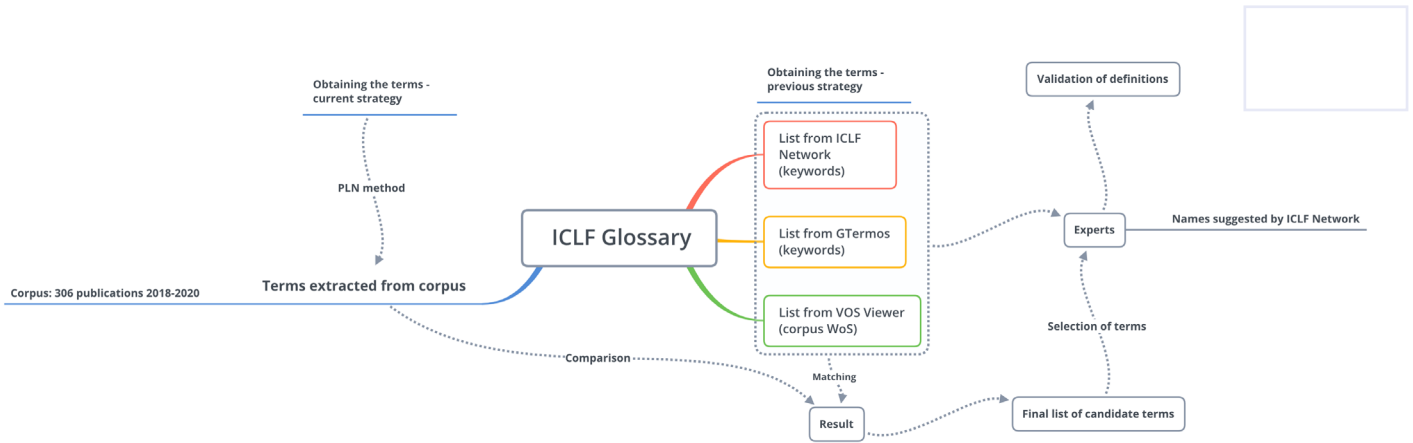 Obtaining the terms -
current strategy
PLN method
Terms extracted from corpus
Corpus: 306 publications 2018-2020
ICLF Glossary
Obtaining the terms -
previous strategy
List from ICLF
Network
(keywords)
List from GTermos
(keywords)
List from VOS Viewer
(corpus WoS)
Comparison
Matching
Result
Final list of candidate terms
Selection of terms
Experts
Names suggested by ICLF Network
Validation of definitions